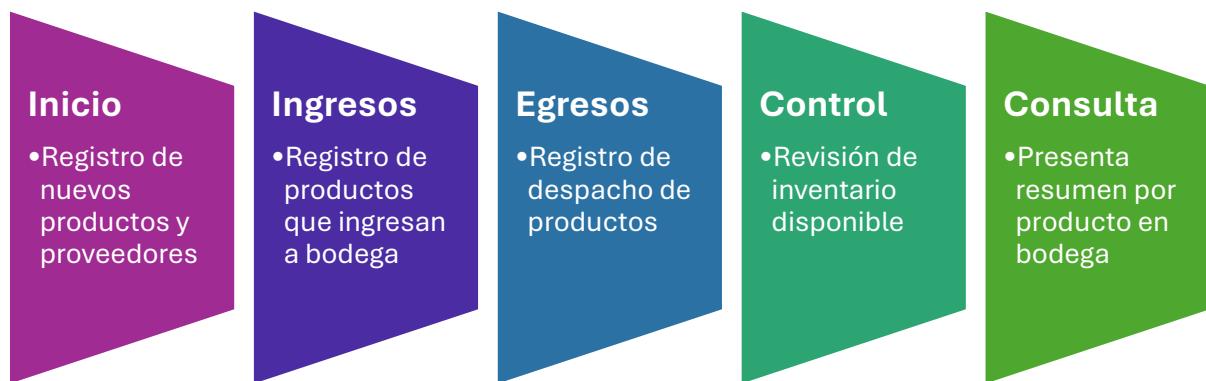 Inicio
•Registro de
nuevos
productos y
proveedores
Ingresos
•Registro de
productos
que ingresan
a bodega
Egresos
•Registro de
despacho de
productos
Control
•Revisión de
inventario
disponible
Consulta
•Presenta
resumen por
producto en
bodega